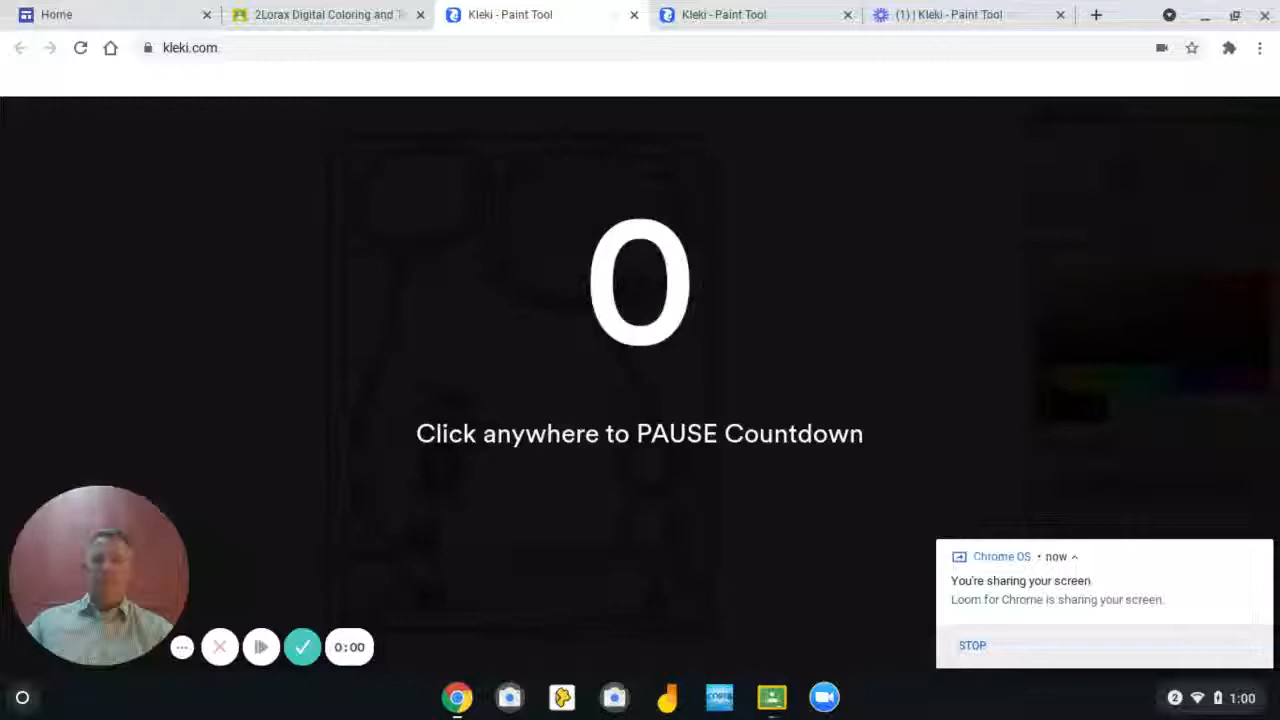 Home
2Lorax Digital Coloring and T
Kleki - Paint Tool
Kleki - Paint Tool
(1) | Kleki - Paint Tool
kleki.com
0
Click anywhere to PAUSE Countdown
Chrome OS • now
You're sharing your screen
Loom for Chrome is sharing your screen.
STOP
0:00
2
1:00